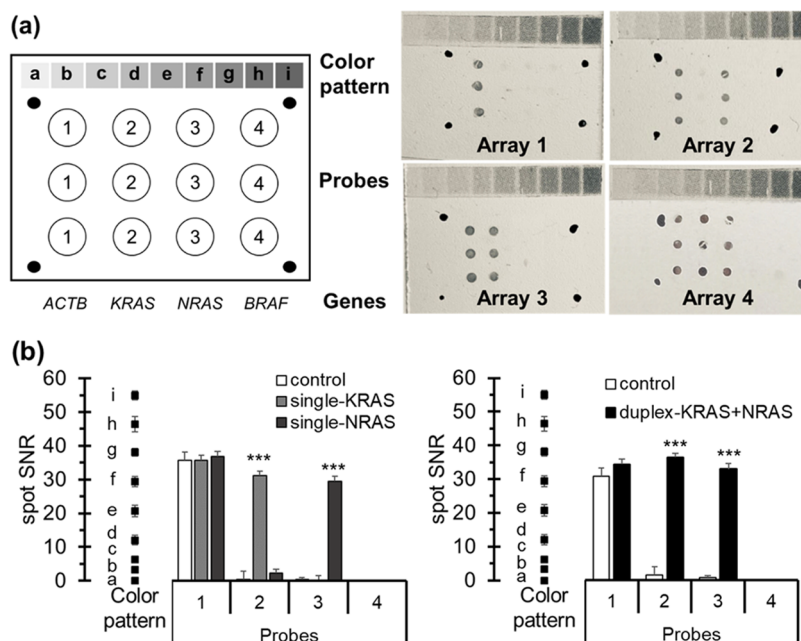 (a)
a b c d e f g h i
Color
pattern
1 2 3 4
1 2 3 4
Probes
1 2 3 4
ACTB KRAS NRAS BRAF
Genes
Array 1
Array 2
Array 3
Array 4
(b)
spot SNR
60
50
40
30
20
10
0
i
h
g
f
e
d
c
b
a
Color
pattern
control
single-KRAS
single-NRAS
***
***
1 2 3 4
Probes
spot SNR
60
50
40
30
20
10
0
i
h
g
f
e
d
c
b
a
Color
pattern
control
duplex-KRAS+NRAS
***
***
1 2 3 4
Probes